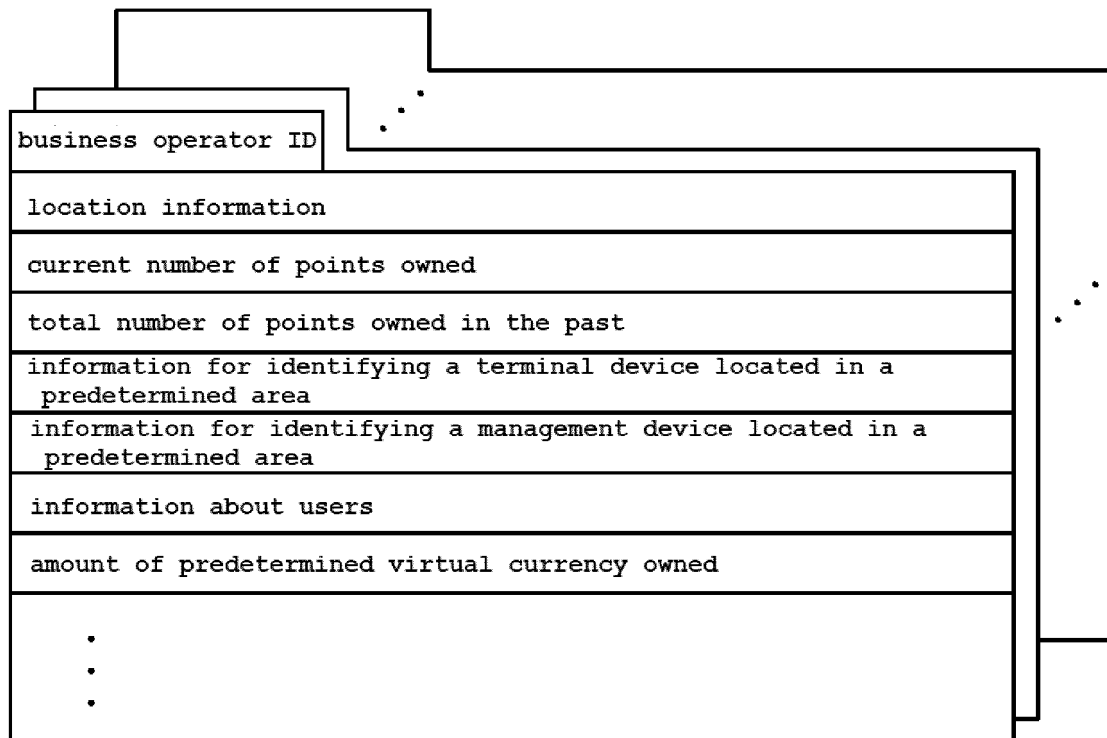 business operator ID
location information
current number of points owned
total number of points owned in the past
information for identifying a terminal device located in a
predetermined area
information for identifying a management device located in a
predetermined area
information about users
amount of predetermined virtual currency owned